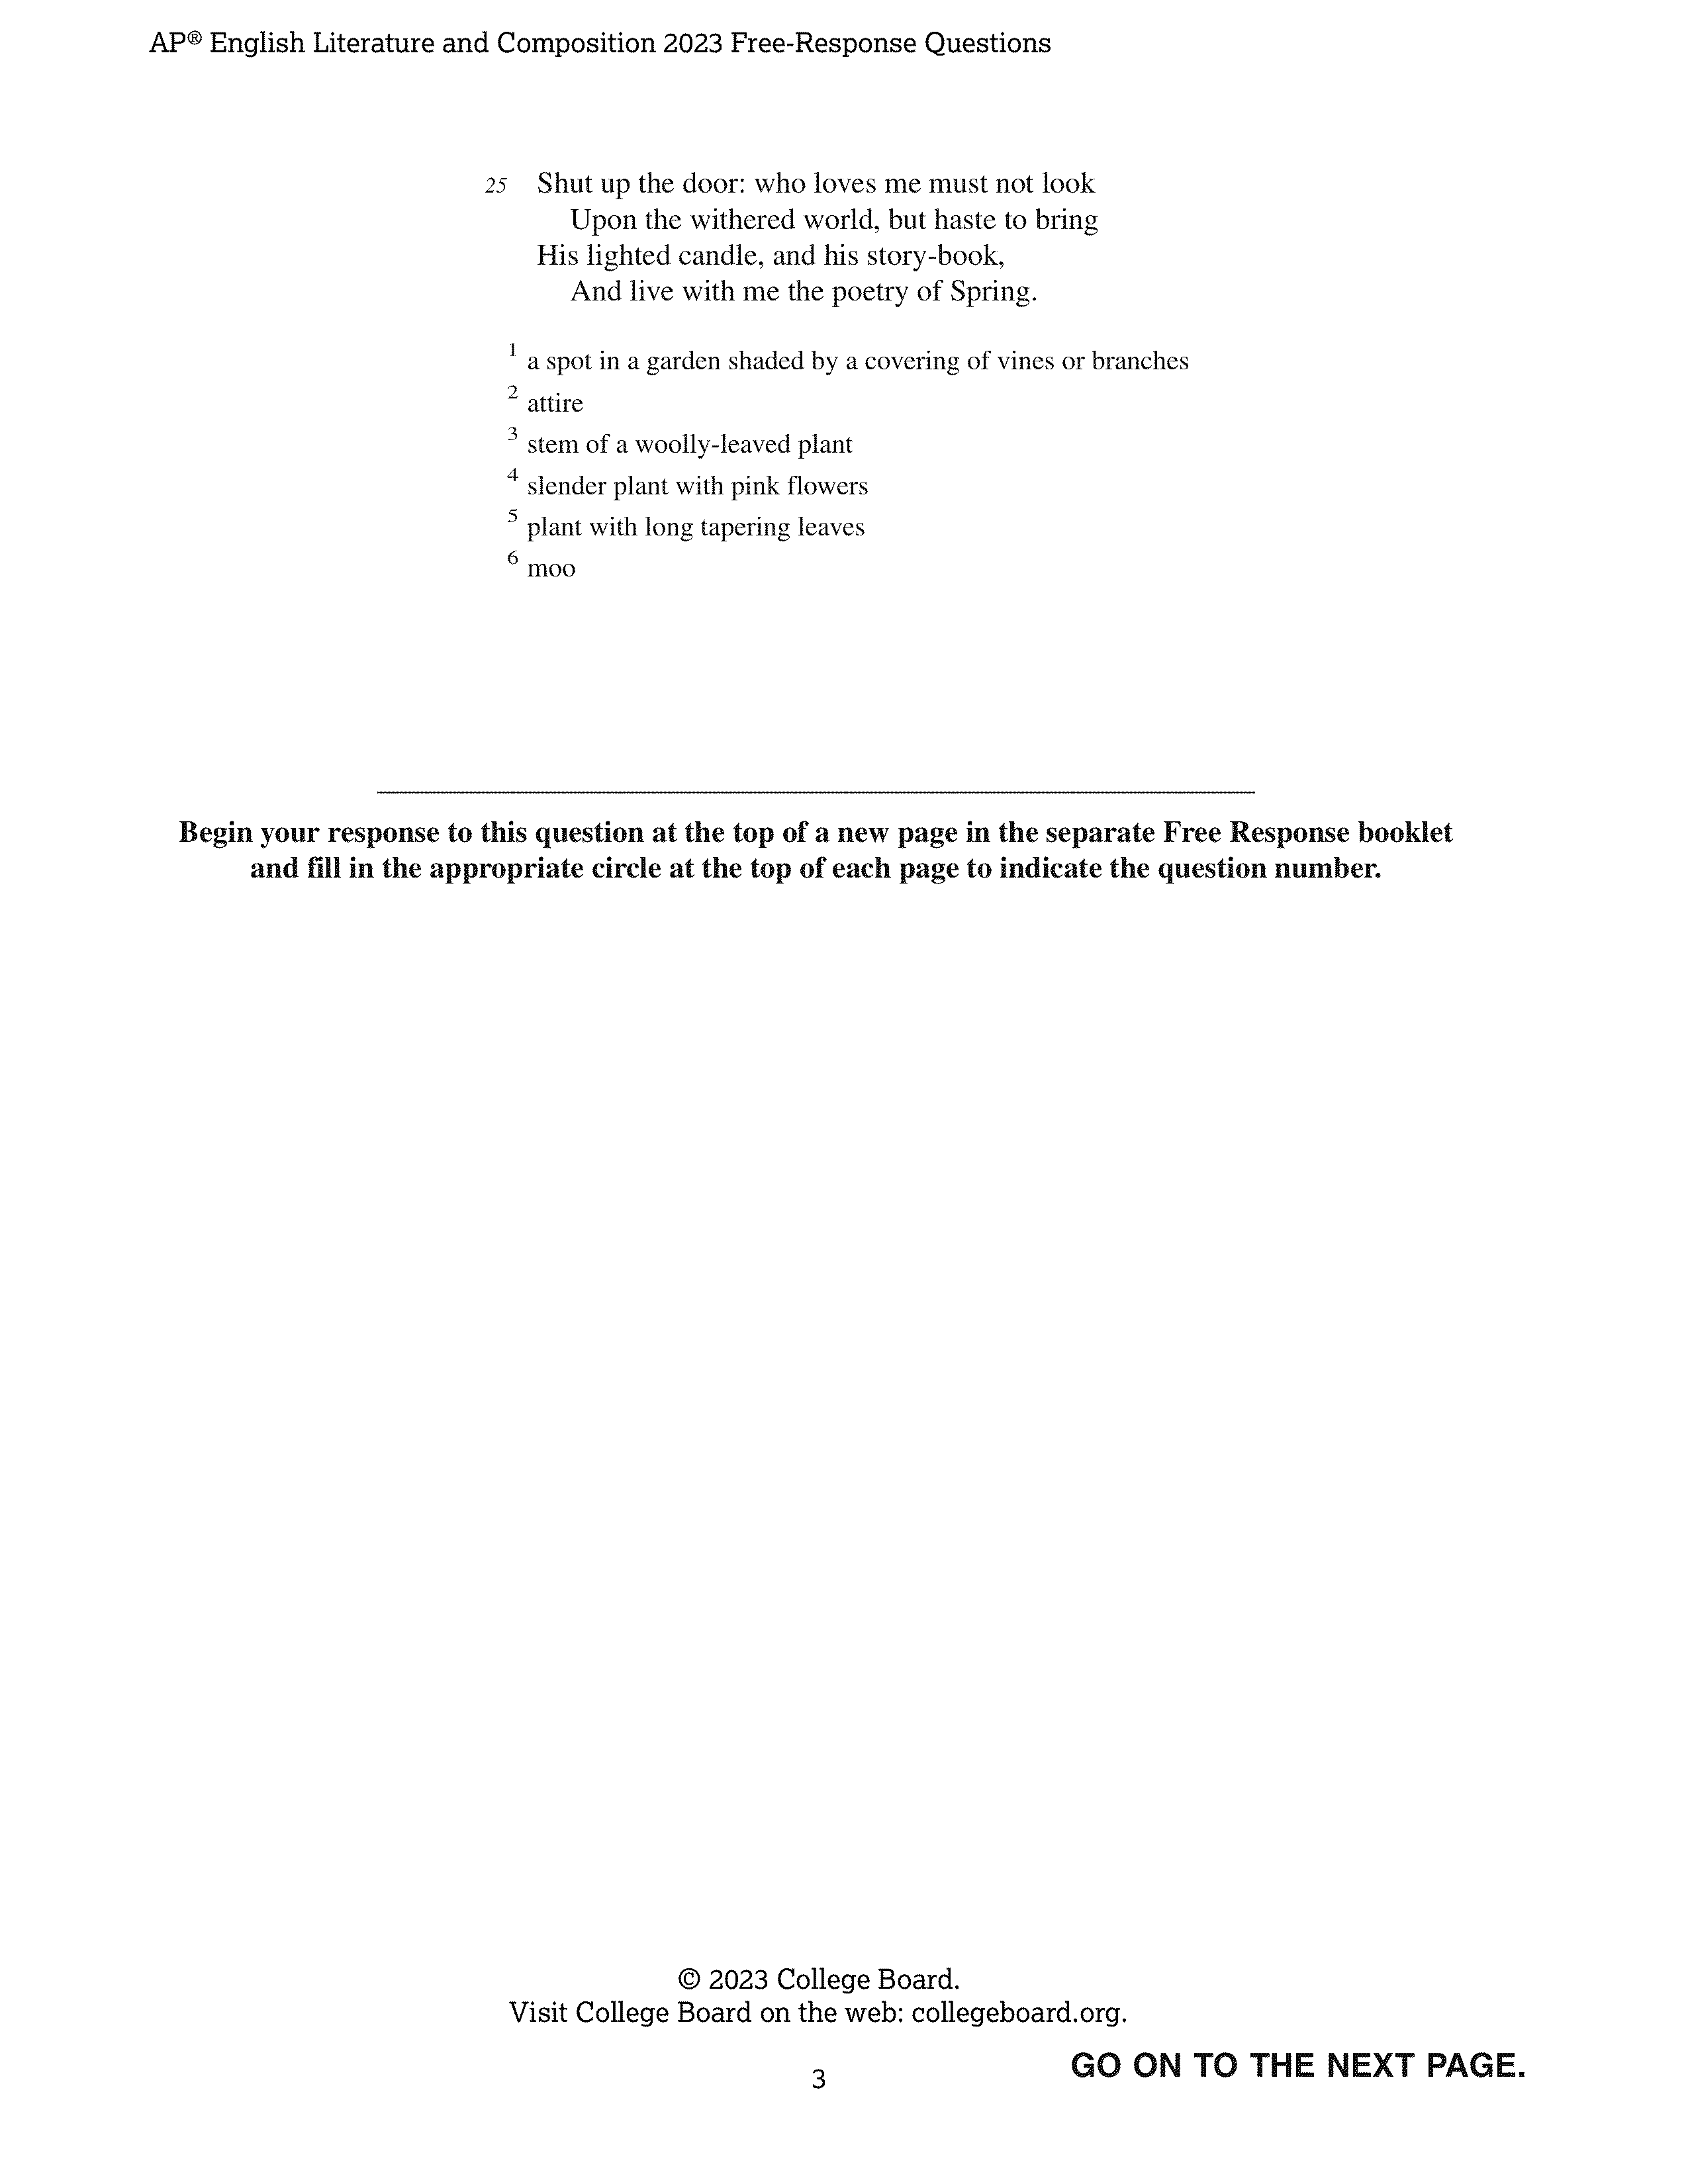 AP® English Literature and Composition 2023 Free-Response Questions
25 Shut up the door: who loves me must not look
Upon the withered world, but haste to bring
His lighted candle, and his story-book,
And live with me the poetry of Spring.
1 a spot in a garden shaded by a covering of vines or branches
2 attire
3 stem of a woolly-leaved plant
4 slender plant with pink flowers
5 plant with long tapering leaves
6 moo
Begin your response to this question at the top of a new page in the separate Free Response booklet
and fill in the appropriate circle at the top of each page to indicate the question number.
© 2023 College Board.
Visit College Board on the web: collegeboard.org.
GO ON TO THE NEXT PAGE.
3